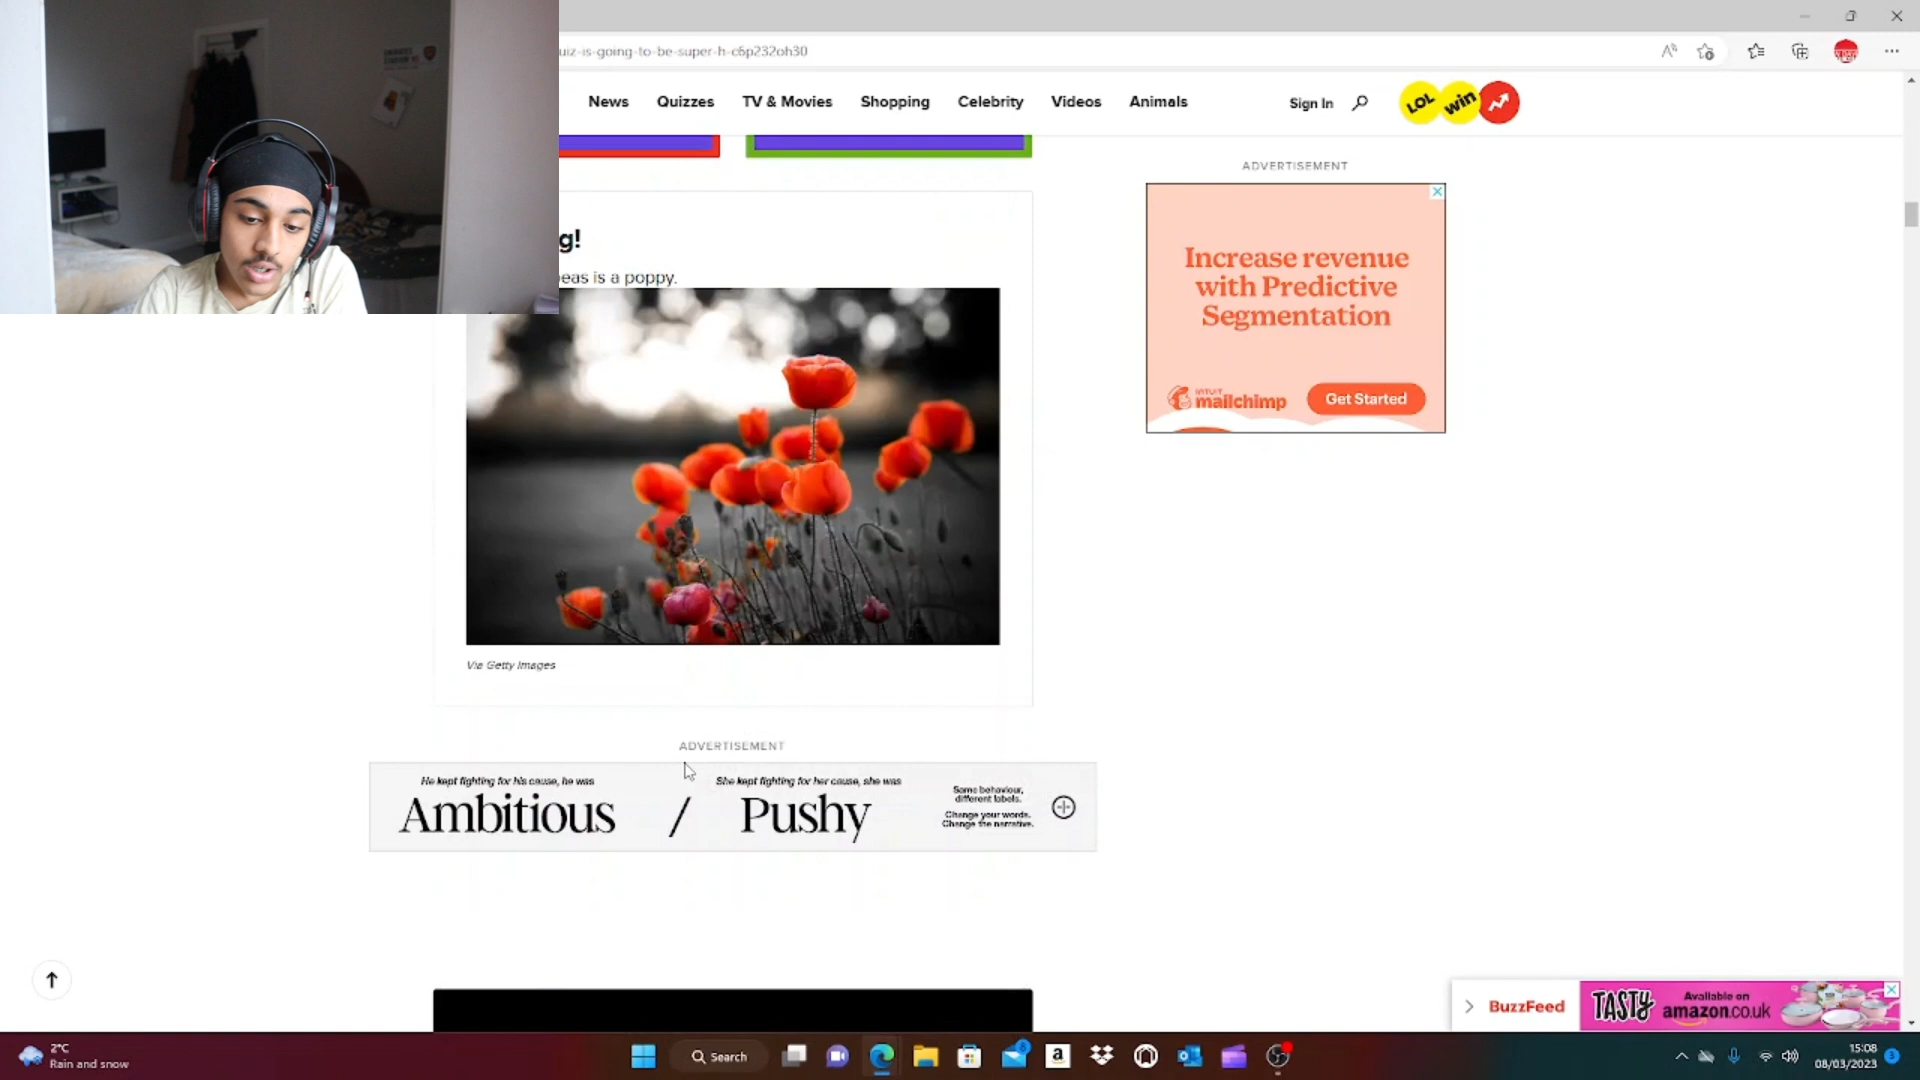 uiz-is-going-to-be-super-h-c6p232oh30
News Quizzes TV & Movies Shopping Celebrity Videos Animals Sign In LOL win
ADVERTISEMENT
g!
eas is a poppy.
Increase revenue
with Predictive
Segmentation
INTUIT
mailchimp
Get Started
Via Getty Images
ADVERTISEMENT
He kept fighting for his cause, he was
Ambitious
/
She kept fighting for her cause, she was
Pushy
Same behaviour,
different labels.
Change your words.
Change the narrative.
BuzzFeed
TASTY
Available on
amazon.co.uk
2°C
Rain and snow
Search
15:08
08/03/2023
3